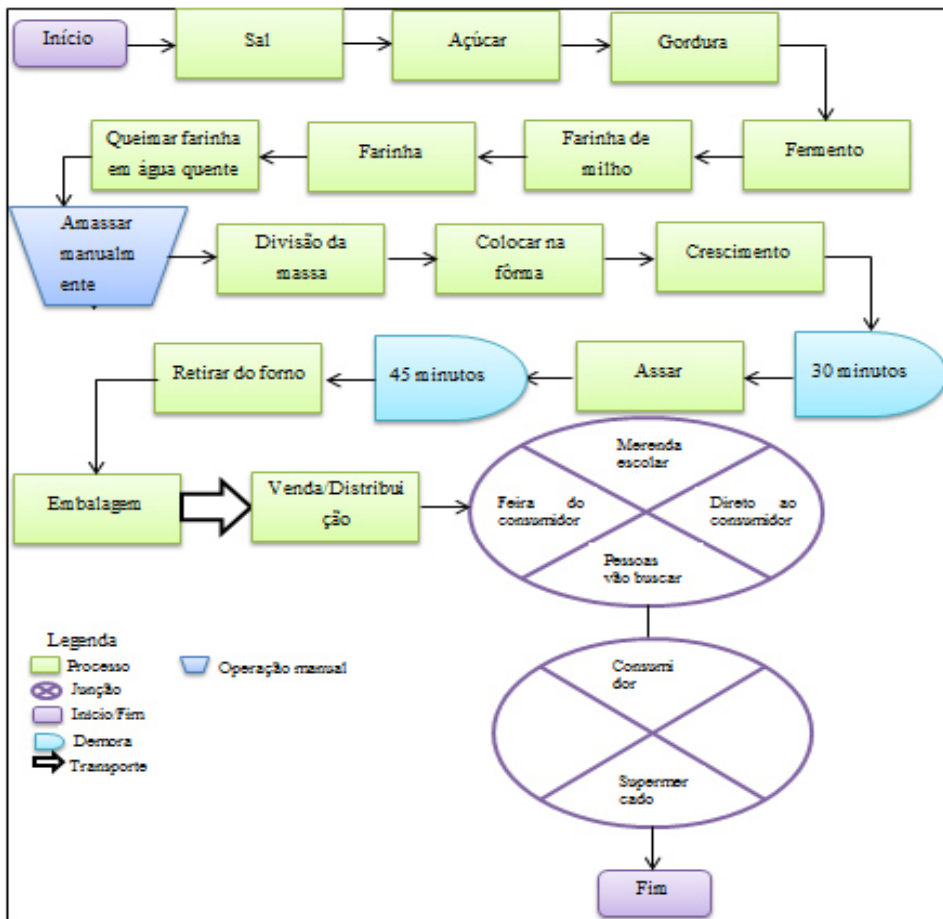 Início
Sal
Açúcar
Gordura
Fermento
Farinha de
milho
Farinha
Queimar farinha
em água quente
Amassar
manualm
ente
Divisão da
massa
Colocar na
fôrma
Crescimento
30 minutos
Assar
45 minutos
Retirar do forno
Embalagem
Venda/Distribui
ção
Merenda
escolar
Feira do
consumidor
Direto ao
consumidor
Pessoas
vão buscar
Consumi
dor
Supermer
cado
Fim
Legenda
Processo
Operação manual
Junção
Início/Fim
Demora
Transporte